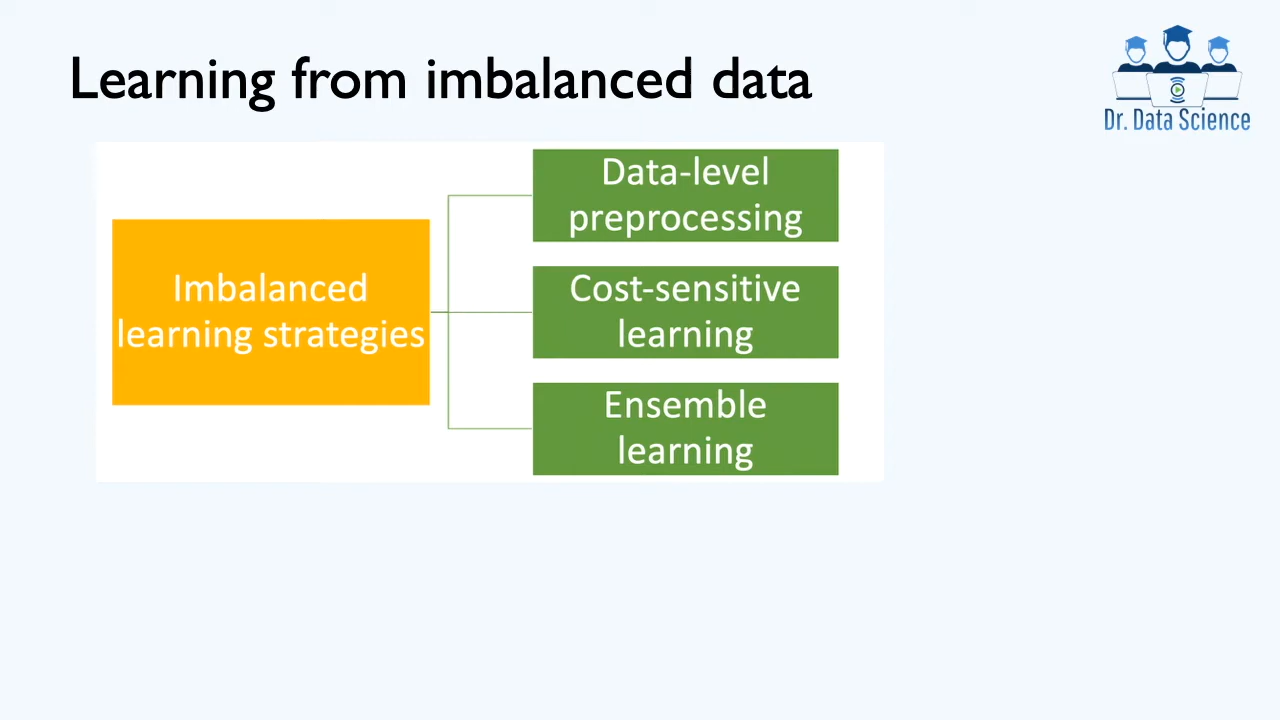 Learning from imbalanced data
Dr. Data Science
Imbalanced
learning strategies
Data-level
preprocessing
Cost-sensitive
learning
Ensemble
learning